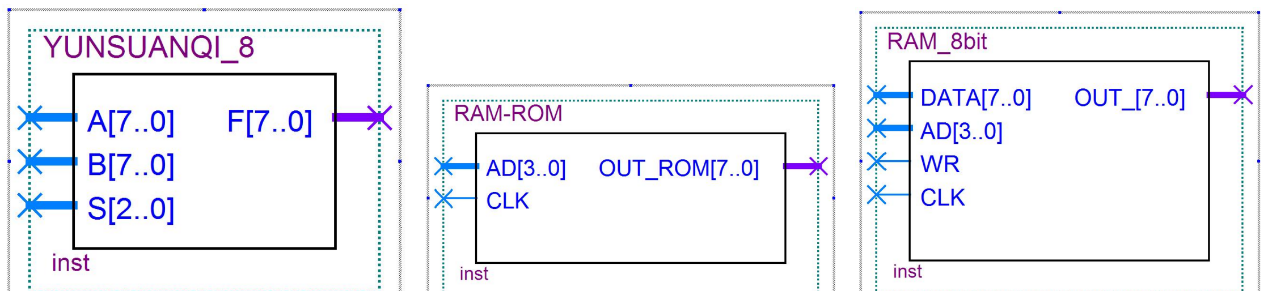 YUNSUANQI_8
A[7..0] F[7..0]
B[7..0]
S[2..0]
inst
RAM-ROM
AD[3..0] OUT_ROM[7..0]
CLK
inst
RAM_8bit
DATA[7..0] OUT_[7..0]
AD[3..0]
WR
CLK
inst